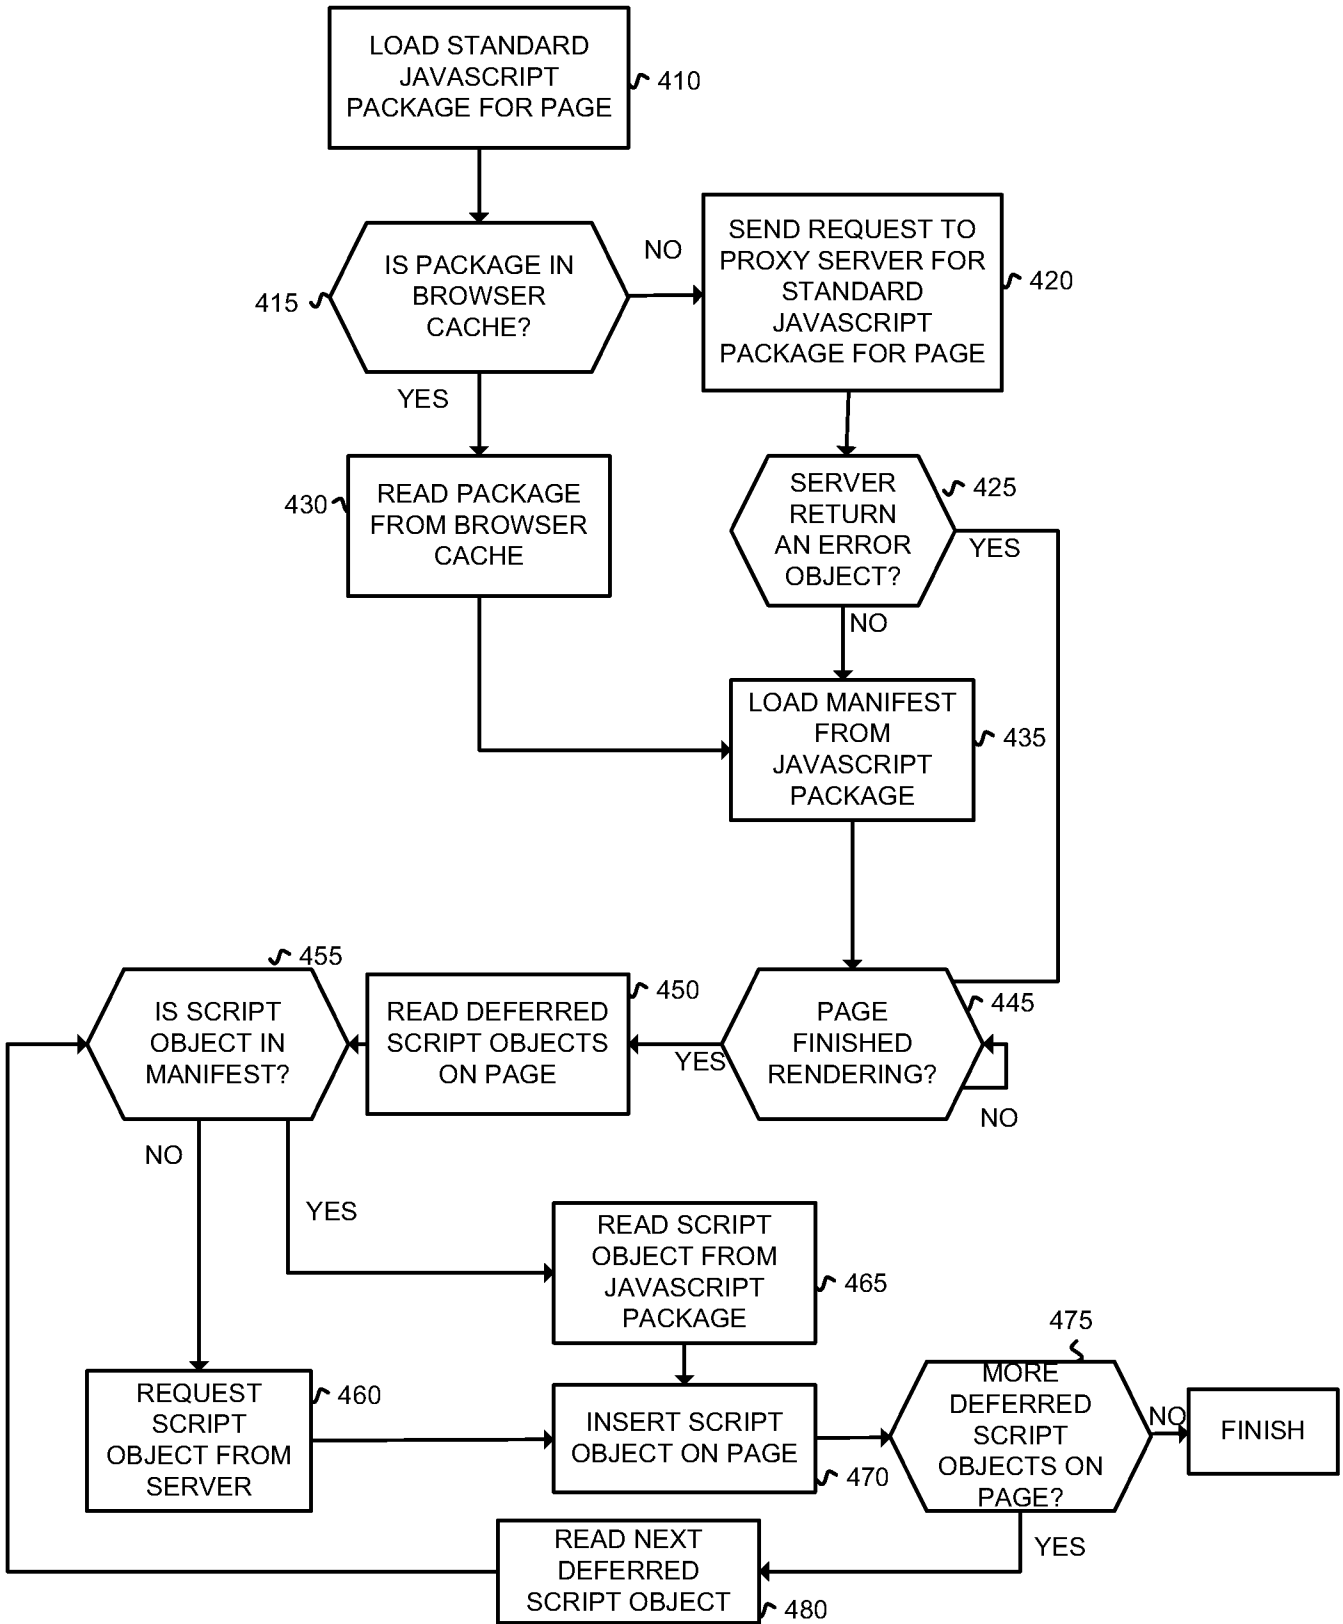 LOAD STANDARD
JAVASCRIPT
PACKAGE FOR PAGE
410
IS PACKAGE IN
BROWSER
CACHE?
415
NO
SEND REQUEST TO
PROXY SERVER FOR
STANDARD
JAVASCRIPT
PACKAGE FOR PAGE
420
YES
READ PACKAGE
FROM BROWSER
CACHE
430
SERVER
RETURN
AN ERROR
OBJECT?
425
YES
NO
LOAD MANIFEST
FROM
JAVASCRIPT
PACKAGE
435
PAGE
FINISHED
RENDERING?
445
NO
YES
READ DEFERRED
SCRIPT OBJECTS
ON PAGE
450
IS SCRIPT
OBJECT IN
MANIFEST?
455
NO
YES
READ SCRIPT
OBJECT FROM
JAVASCRIPT
PACKAGE
465
REQUEST
SCRIPT
OBJECT FROM
SERVER
460
INSERT SCRIPT
OBJECT ON PAGE
470
MORE
DEFERRED
SCRIPT
OBJECTS ON
PAGE?
475
NO
FINISH
YES
READ NEXT
DEFERRED
SCRIPT OBJECT
480